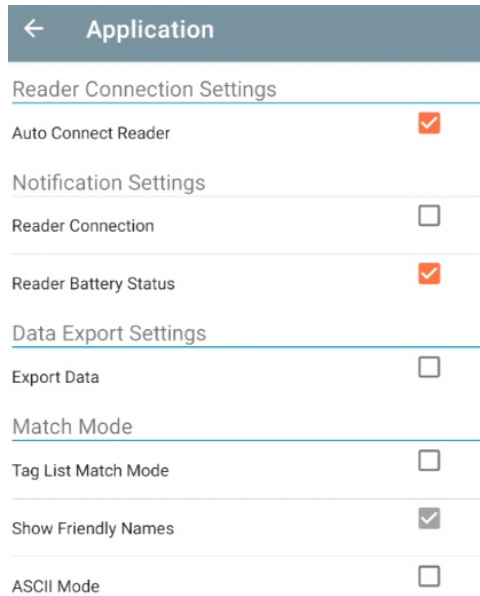 Application
Reader Connection Settings
Auto Connect Reader
Notification Settings
Reader Connection
Reader Battery Status
Data Export Settings
Export Data
Match Mode
Tag List Match Mode
Show Friendly Names
ASCII Mode